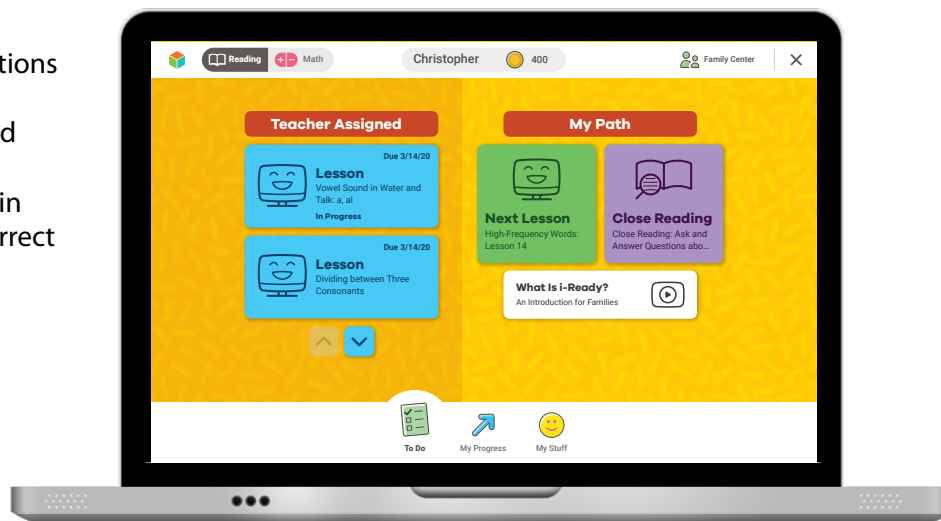 tions
d
in
rrect
Reading
+ -
Math
Christopher
400
Family Center
Teacher Assigned
Due 3/14/20
Lesson
Vowel Sound in Water and
Talk: a, al
In Progress
Due 3/14/20
Lesson
Dividing between Three
Consonants
My Path
Next Lesson
High-Frequency Words:
Lesson 14
Close Reading
Close Reading: Ask and
Answer Questions abo...
What Is i-Ready?
An Introduction for Families
To Do
My Progress
My Stuff